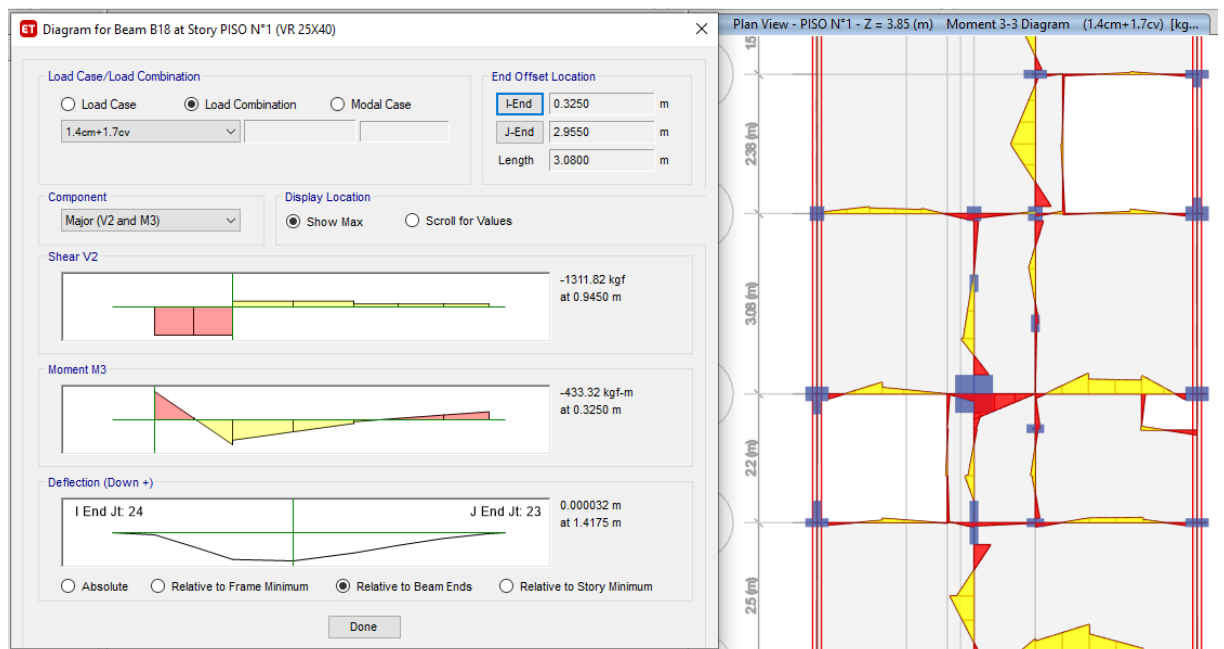 ET Diagram for Beam B18 at Story PISO N°1 (VR 25X40)
Load Case/Load Combination
Load Case Load Combination Modal Case
1.4cm+1.7cv
End Offset Location
I-End 0.3250 m
J-End 2.9550 m
Length 3.0800 m
Component
Major (V2 and M3)
Display Location
Show Max Scroll for Values
Shear V2
-1311.82 kgf
at 0.9450 m
Moment M3
-433.32 kgf-m
at 0.3250 m
Deflection (Down +)
I End Jt: 24 J End Jt: 23
0.000032 m
at 1.4175 m
Absolute Relative to Frame Minimum Relative to Beam Ends Relative to Story Minimum
Done
Plan View - PISO N°1 - Z = 3.85 (m) Moment 3-3 Diagram (1.4cm+1.7cv) [kg...
2.38 (m)
3.08 (m)
2.2 (m)
2.5 (m)